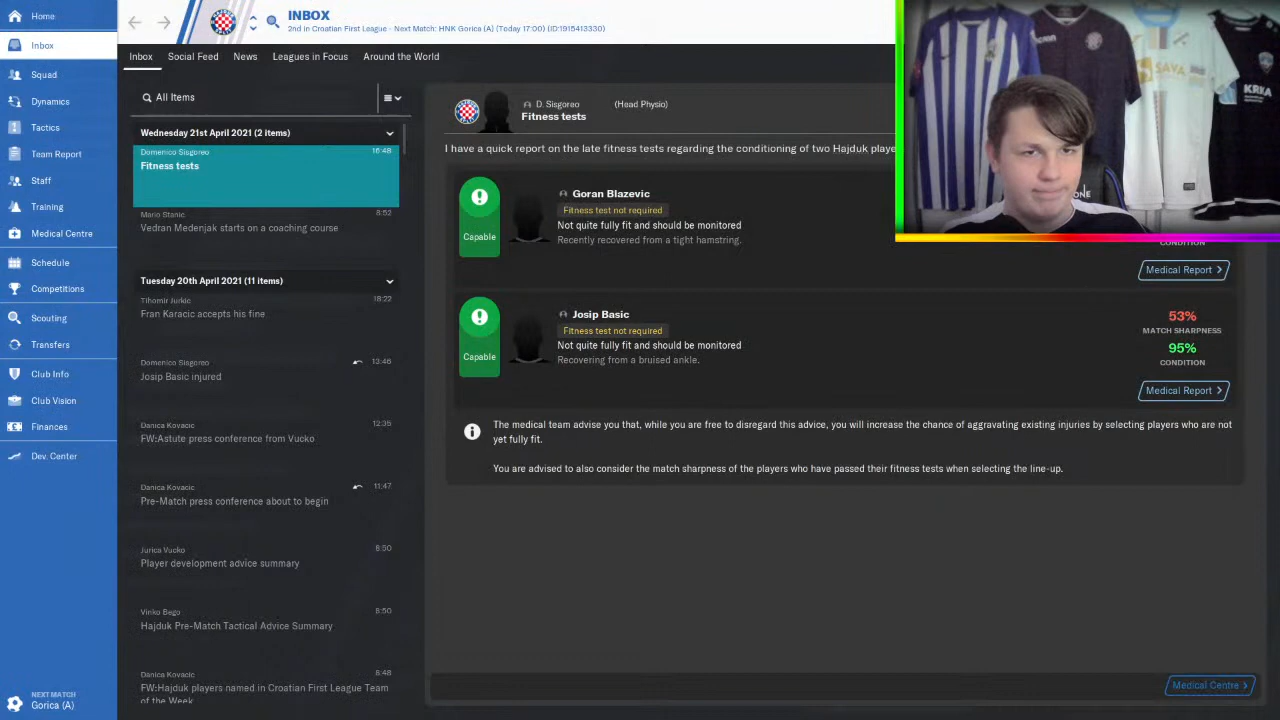 Home
Inbox
Squad
Dynamics
Tactics
Team Report
Staff
Training
Medical Centre
Schedule
Competitions
Scouting
Transfers
Club Info
Club Vision
Finances
Dev. Center
NEXT MATCH
Gorica (A)
INBOX
2nd in Croatian First League - Next Match: HNK Gorica (A) (Today 17:00) (ID:1915413330)
Inbox
Social Feed
News
Leagues in Focus
Around the World
All Items
Wednesday 21st April 2021 (2 items)
Domenico Sisgoreo 16:48
Fitness tests
Mario Stanic 8:52
Vedran Medenjak starts on a coaching course
Tuesday 20th April 2021 (11 items)
Tihomir Jurkic 18:22
Fran Karacic accepts his fine
Domenico Sisgoreo 13:46
Josip Basic injured
Danica Kovacic 12:35
FW:Astute press conference from Vucko
Danica Kovacic 11:47
Pre-Match press conference about to begin
Jurica Vucko 8:50
Player development advice summary
Vinko Bego 8:50
Hajduk Pre-Match Tactical Advice Summary
Danica Kovacic 8:48
FW:Hajduk players named in Croatian First League Team
of the Week
D. Sisgoreo (Head Physio)
Fitness tests
I have a quick report on the late fitness tests regarding the conditioning of two Hajduk playe
Capable
Goran Blazevic
Fitness test not required
Not quite fully fit and should be monitored
Recently recovered from a tight hamstring.
CONDITION
Medical Report
Capable
Josip Basic
Fitness test not required
Not quite fully fit and should be monitored
Recovering from a bruised ankle.
53%
MATCH SHARPNESS
95%
CONDITION
Medical Report
The medical team advise you that, while you are free to disregard this advice, you will increase the chance of aggravating existing injuries by selecting players who are not
yet fully fit.
You are advised to also consider the match sharpness of the players who have passed their fitness tests when selecting the line-up.
Medical Centre
SAVA
KRKA
ONE